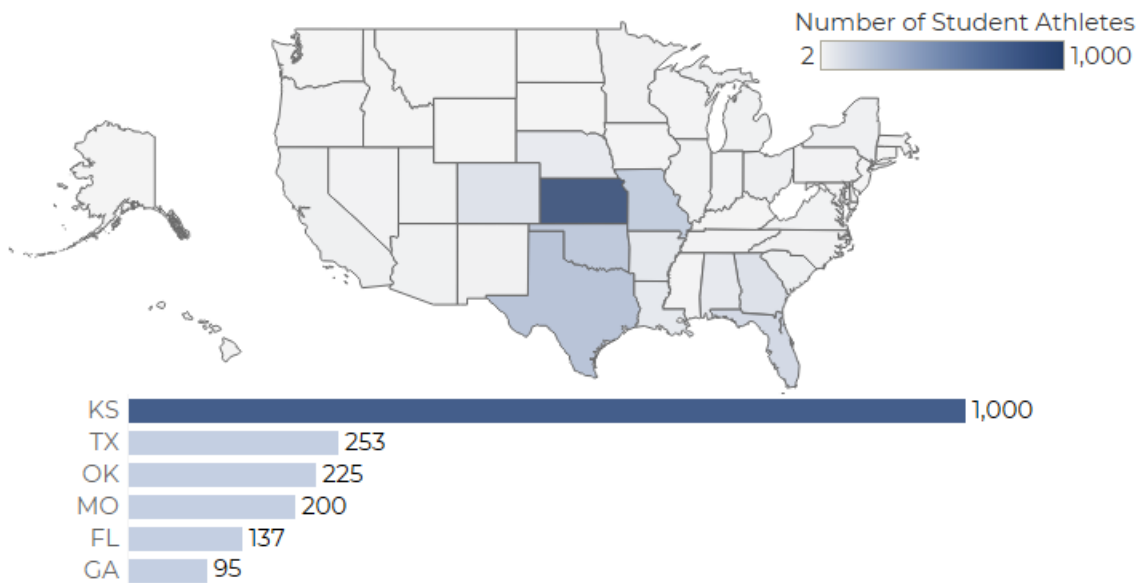 Number of Student Athletes
2 1,000
KS 1,000
TX 253
OK 225
MO 200
FL 137
GA 95